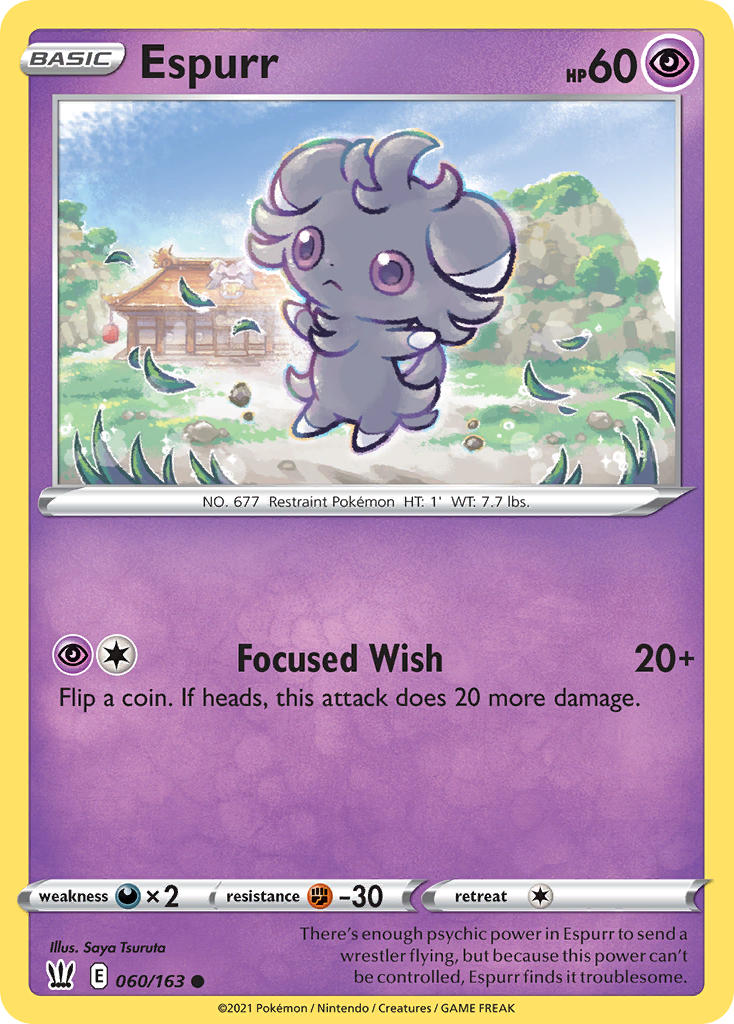 BASIC Espurr HP60
NO. 677 Restraint Pokémon HT: 1' WT: 7.7 lbs.
Focused Wish 20+
Flip a coin. If heads, this attack does 20 more damage.
weakness ×2 resistance -30 retreat
Illus. Saya Tsuruta
There's enough psychic power in Espurr to send a
wrestler flying, but because this power can't
be controlled, Espurr finds it troublesome.
E 060/163
©2021 Pokémon / Nintendo / Creatures / GAME FREAK